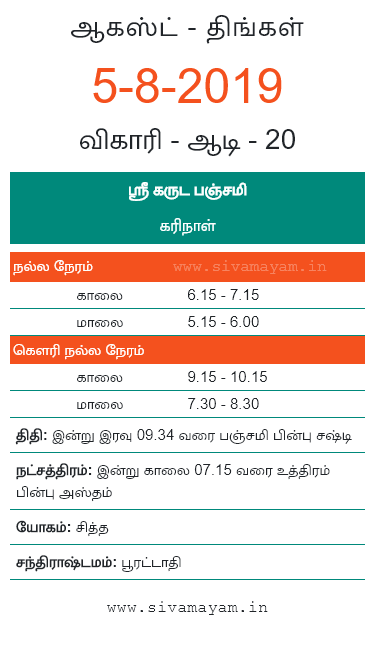 ஆகஸ்ட் - திங்கள்
5-8-2019
விகாரி - ஆடி - 20
ஸ்ரீ கருட பஞ்சமி
கரிநாள்
நல்ல நேரம் www.sivamayam.in
காலை 6.15 - 7.15
மாலை 5.15 - 6.00
கௌரி நல்ல நேரம்
காலை 9.15 - 10.15
மாலை 7.30 - 8.30
திதி: இன்று இரவு 09.34 வரை பஞ்சமி பின்பு சஷ்டி
நட்சத்திரம்: இன்று காலை 07.15 வரை உத்திரம்
பின்பு அஸ்தம்
யோகம்: சித்த
சந்திராஷ்டமம்: பூரட்டாதி
www.sivamayam.in